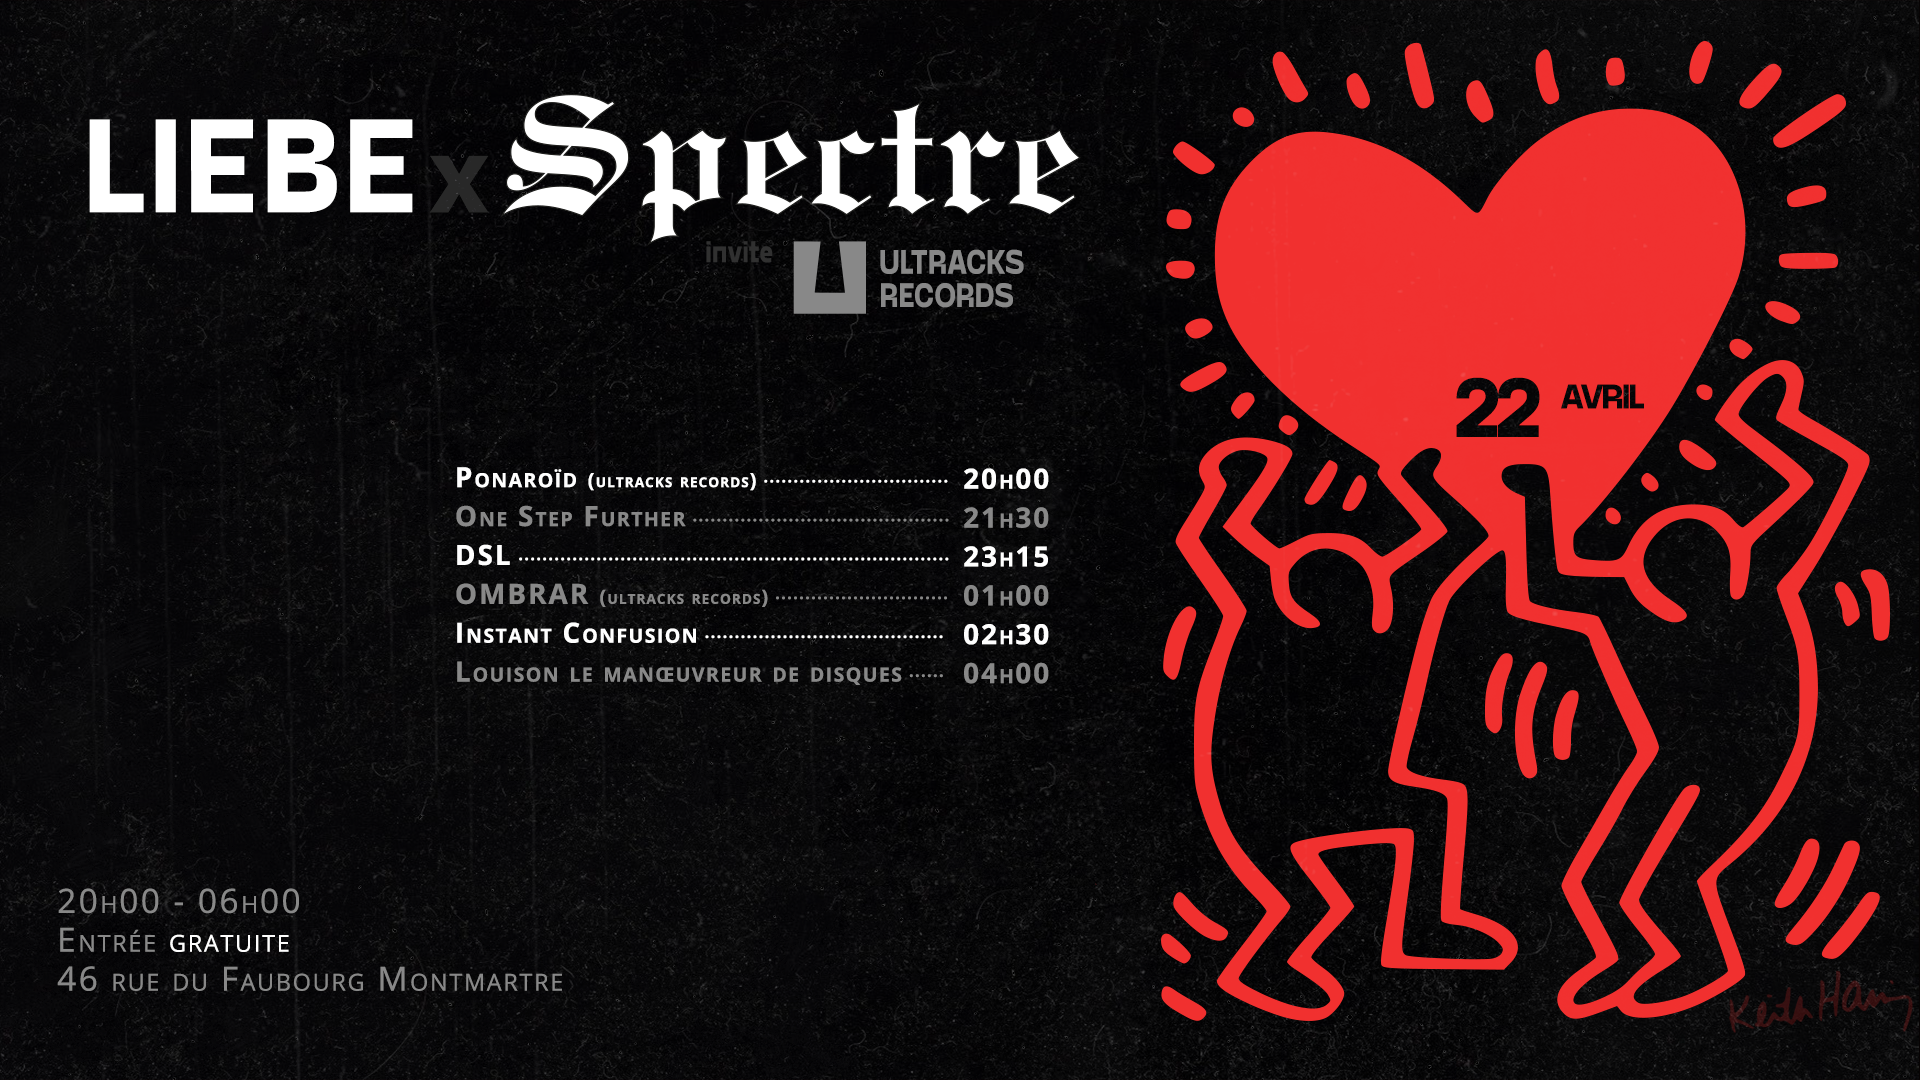 LIEBE x Spectre
invite ULTRACKS
RECORDS
22 AVRIL
Ponaroïd (ultracks records) 20h00
One Step Further 21h30
DSL 23h15
OMBRAR (ultracks records) 01h00
Instant Confusion 02h30
Louison le manœuvreur de disques 04h00
20h00 - 06h00
Entrée gratuite
46 rue du Faubourg Montmartre
Keith Haring